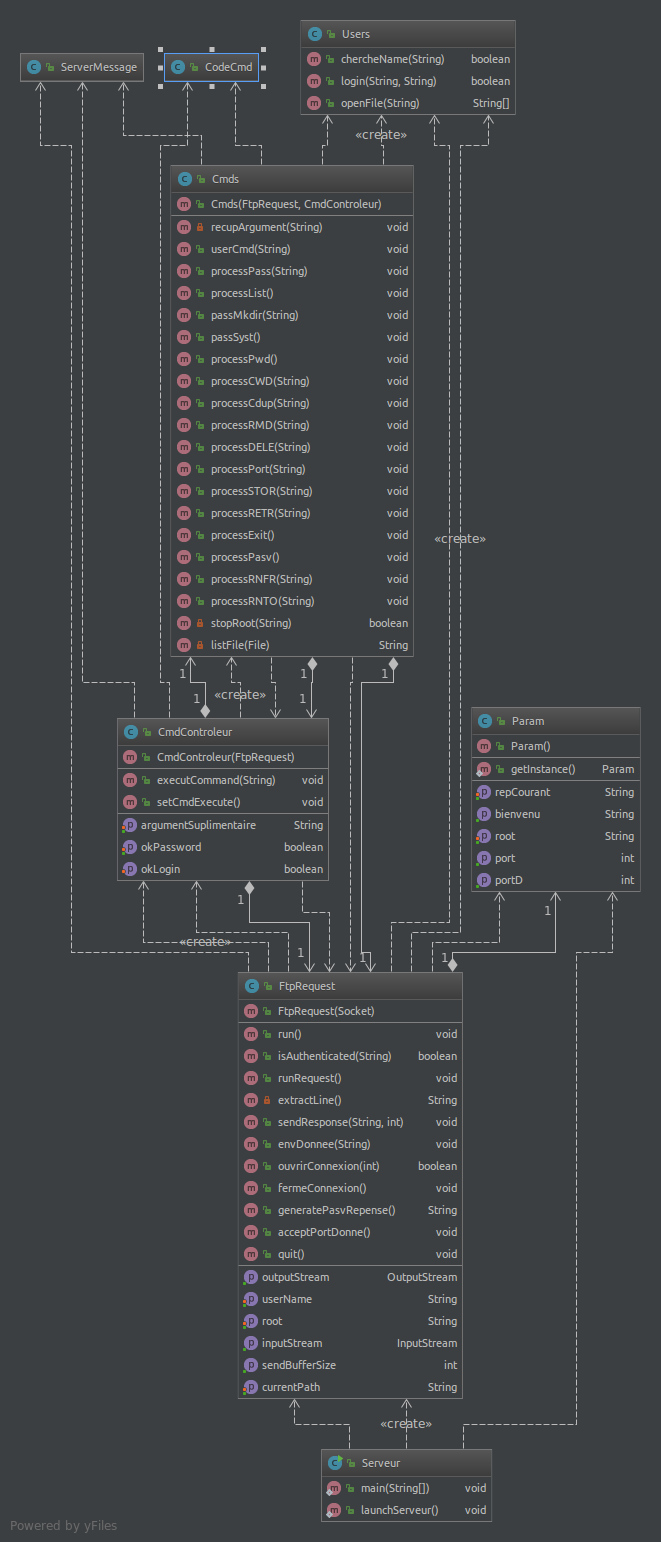 Users
chercheName(String) boolean
login(String, String) boolean
openFile(String) String[]
ServerMessage
CodeCmd
«create»
Cmds
Cmds(FtpRequest, CmdControleur)
recupArgument(String) void
userCmd(String) void
processPass(String) void
processList() void
passMkdir(String) void
passSyst() void
processPwd() void
processCWD(String) void
processCdup(String) void
processRMD(String) void
processDELE(String) void
processPort(String) void
processSTOR(String) void
processRETR(String) void
processExit() void
«create»
processPasv() void
processRNFR(String) void
processRNTO(String) void
stopRoot(String) boolean
listFile(File) String
1 1 1
1 «create» 1
CmdControleur
CmdControleur(FtpRequest)
executCommand(String) void
setCmdExecute() void
argumentSuplimentaire String
okPassword boolean
okLogin boolean
Param
Param()
getInstance() Param
repCourant String
bienvenu String
root String
port int
portD int
1 1
«create» 1 1 1
FtpRequest
FtpRequest(Socket)
run() void
isAuthenticated(String) boolean
runRequest() void
extractLine() String
sendResponse(String, int) void
envDonnee(String) void
ouvrirConnexion(int) boolean
fermeConnexion() void
generatePasvRepense() String
acceptPortDonne() void
quit() void
outputStream OutputStream
userName String
root String
inputStream InputStream
sendBufferSize int
currentPath String
«create»
Serveur
main(String[]) void
launchServeur() void
Powered by yFiles